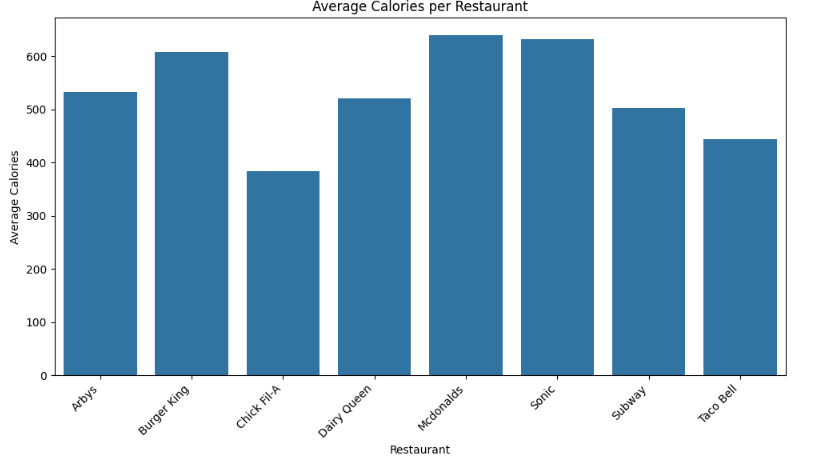 Average Calories per Restaurant
Average Calories
600
500
400
300
200
100
0
Arbys
Burger King
Chick Fil-A
Dairy Queen
Mcdonalds
Sonic
Subway
Taco Bell
Restaurant